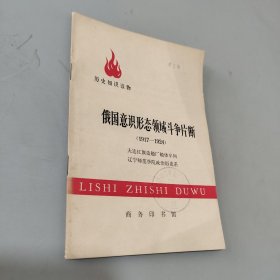 历史知识读物
俄国意识形态领域斗争片断
(1917—1924)
大连红旗造船厂船体车间
辽宁师范学院政治历史系
LISHI ZHISHI DUWU
商务印书馆